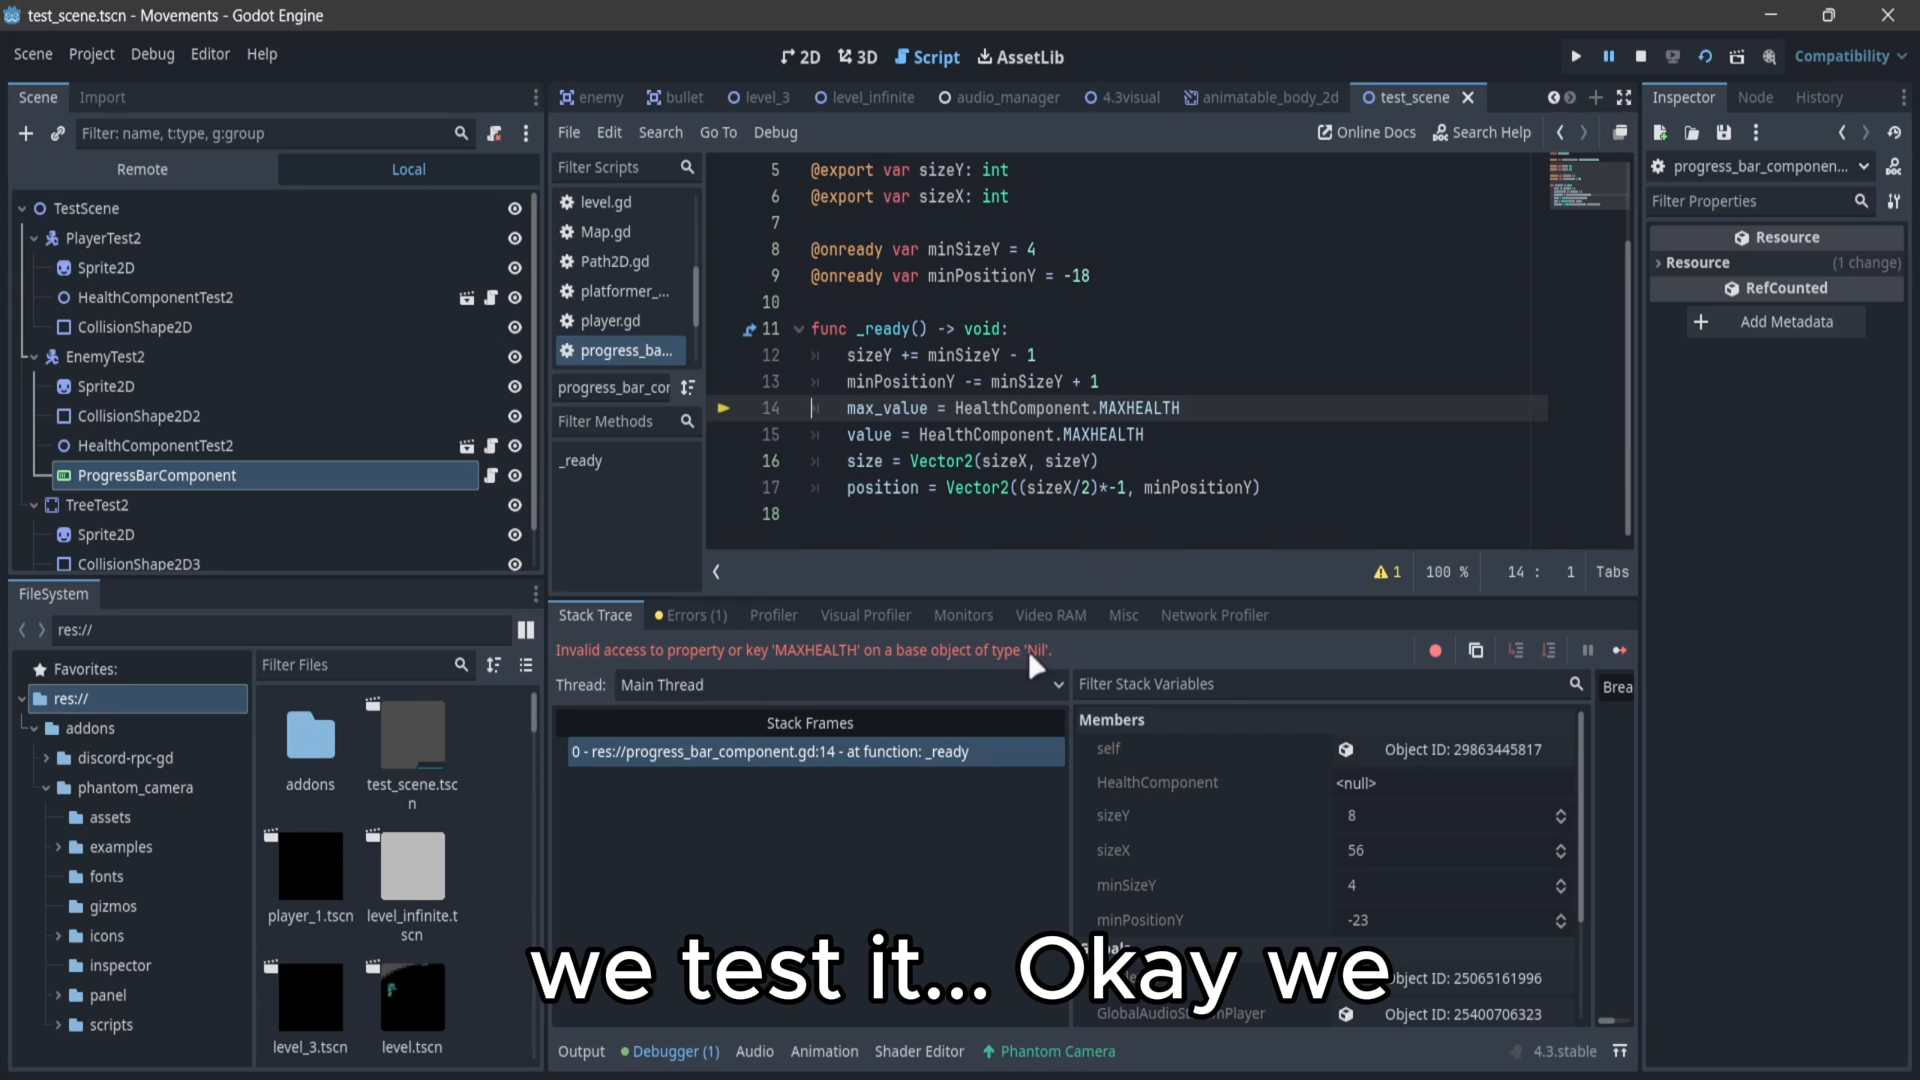 test_scene.tscn - Movements - Godot Engine
Scene Project Debug Editor Help
2D 3D Script AssetLib
Compatibility
Scene Import
Filter: name, t:type, g:group
Remote Local
TestScene
PlayerTest2
Sprite2D
HealthComponentTest2
CollisionShape2D
EnemyTest2
Sprite2D
CollisionShape2D2
HealthComponentTest2
ProgressBarComponent
TreeTest2
Sprite2D
CollisionShape2D3
FileSystem
res://
Favorites:
res://
addons
discord-rpc-gd
phantom_camera
assets
examples
fonts
gizmos
icons
inspector
panel
scripts
Filter Files
addons
test_scene.tsc
n
player_1.tscn
level_infinite.t
scn
level_3.tscn
level.tscn
enemy bullet level_3 level_infinite audio_manager 4.3visual animatable_body_2d test_scene
File Edit Search Go To Debug
Online Docs Search Help
Filter Scripts
level.gd
Map.gd
Path2D.gd
platformer_...
player.gd
progress_ba...
progress_bar_cor
Filter Methods
_ready
5 @export var sizeY: int
6 @export var sizeX: int
7
8 @onready var minSizeY = 4
9 @onready var minPositionY = -18
10
11 func _ready() -> void:
12 sizeY += minSizeY - 1
13 minPositionY -= minSizeY + 1
14 max_value = HealthComponent.MAXHEALTH
15 value = HealthComponent.MAXHEALTH
16 size = Vector2(sizeX, sizeY)
17 position = Vector2((sizeX/2)*-1, minPositionY)
18
1 100 % 14 : 1 Tabs
Stack Trace Errors (1) Profiler Visual Profiler Monitors Video RAM Misc Network Profiler
Invalid access to property or key 'MAXHEALTH' on a base object of type 'Nil'.
Thread: Main Thread
Stack Frames
0 - res://progress_bar_component.gd:14 - at function: _ready
Filter Stack Variables
Brea
Members
self Object ID: 29863445817
HealthComponent <null>
sizeY 8
sizeX 56
minSizeY 4
minPositionY -23
Object ID: 25065161996
Object ID: 25400706323
we test it... Okay we
Output Debugger (1) Audio Animation Shader Editor Phantom Camera
4.3.stable
Inspector Node History
progress_bar_componen...
Filter Properties
Resource
Resource (1 change)
RefCounted
Add Metadata